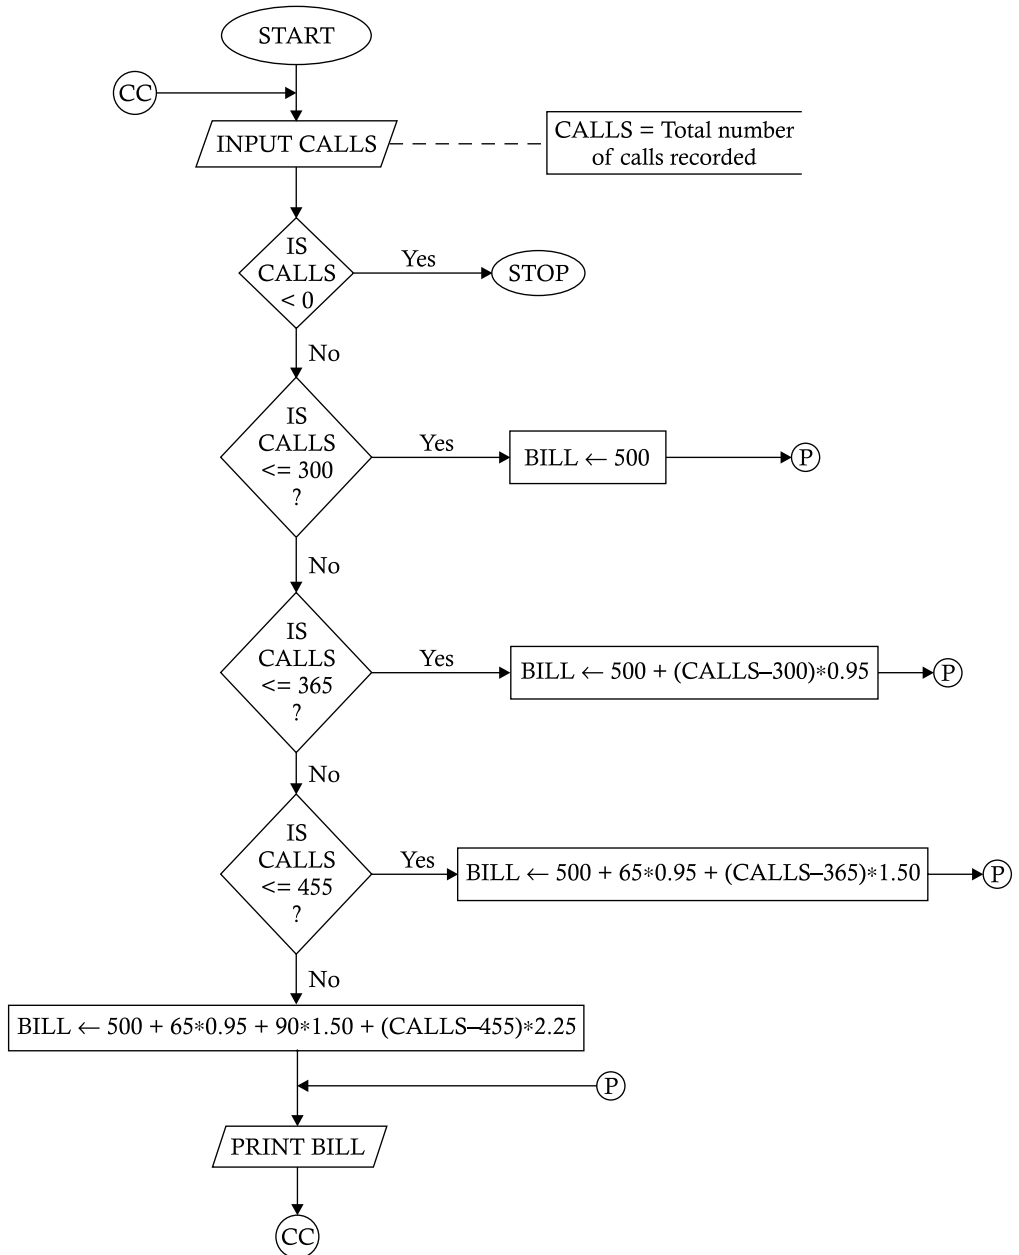 START
CC
INPUT CALLS
CALLS = Total number
of calls recorded
IS
CALLS
< 0
Yes
STOP
No
IS
CALLS
<= 300
?
Yes
BILL ← 500
P
No
IS
CALLS
<= 365
?
Yes
BILL ← 500 + (CALLS–300)*0.95
P
No
IS
CALLS
<= 455
?
Yes
BILL ← 500 + 65*0.95 + (CALLS–365)*1.50
P
No
BILL ← 500 + 65*0.95 + 90*1.50 + (CALLS–455)*2.25
P
PRINT BILL
CC